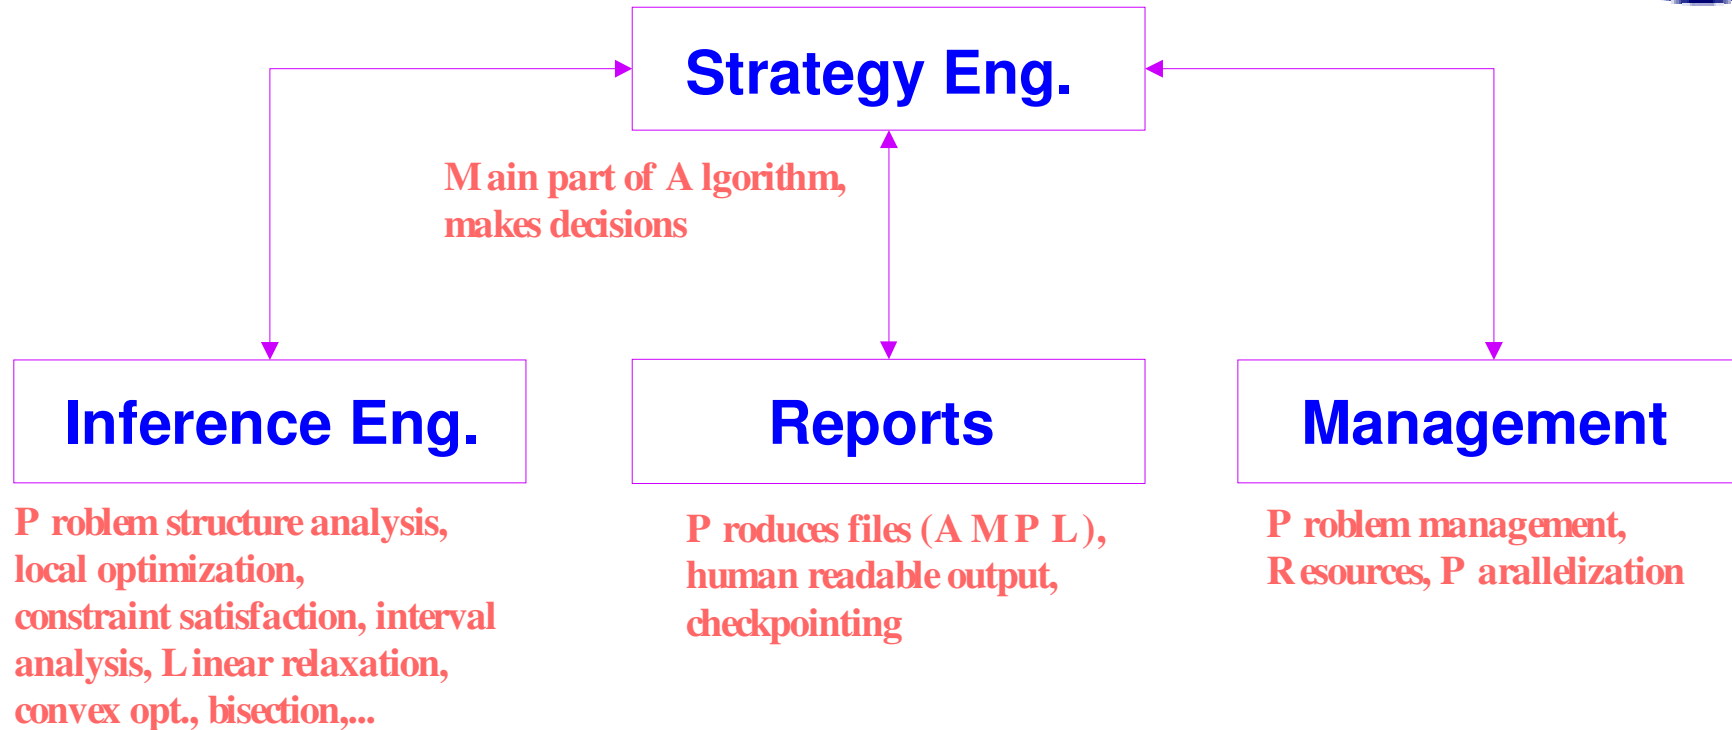 Strategy Eng.
Main part of Algorithm,
makes decisions
Inference Eng.
Reports
Management
Problem structure analysis,
local optimization,
constraint satisfaction, interval
analysis, Linear relaxation,
convex opt., bisection,...
Produces files (AMPL),
human readable output,
checkpointing
Problem management,
Resources, Parallelization